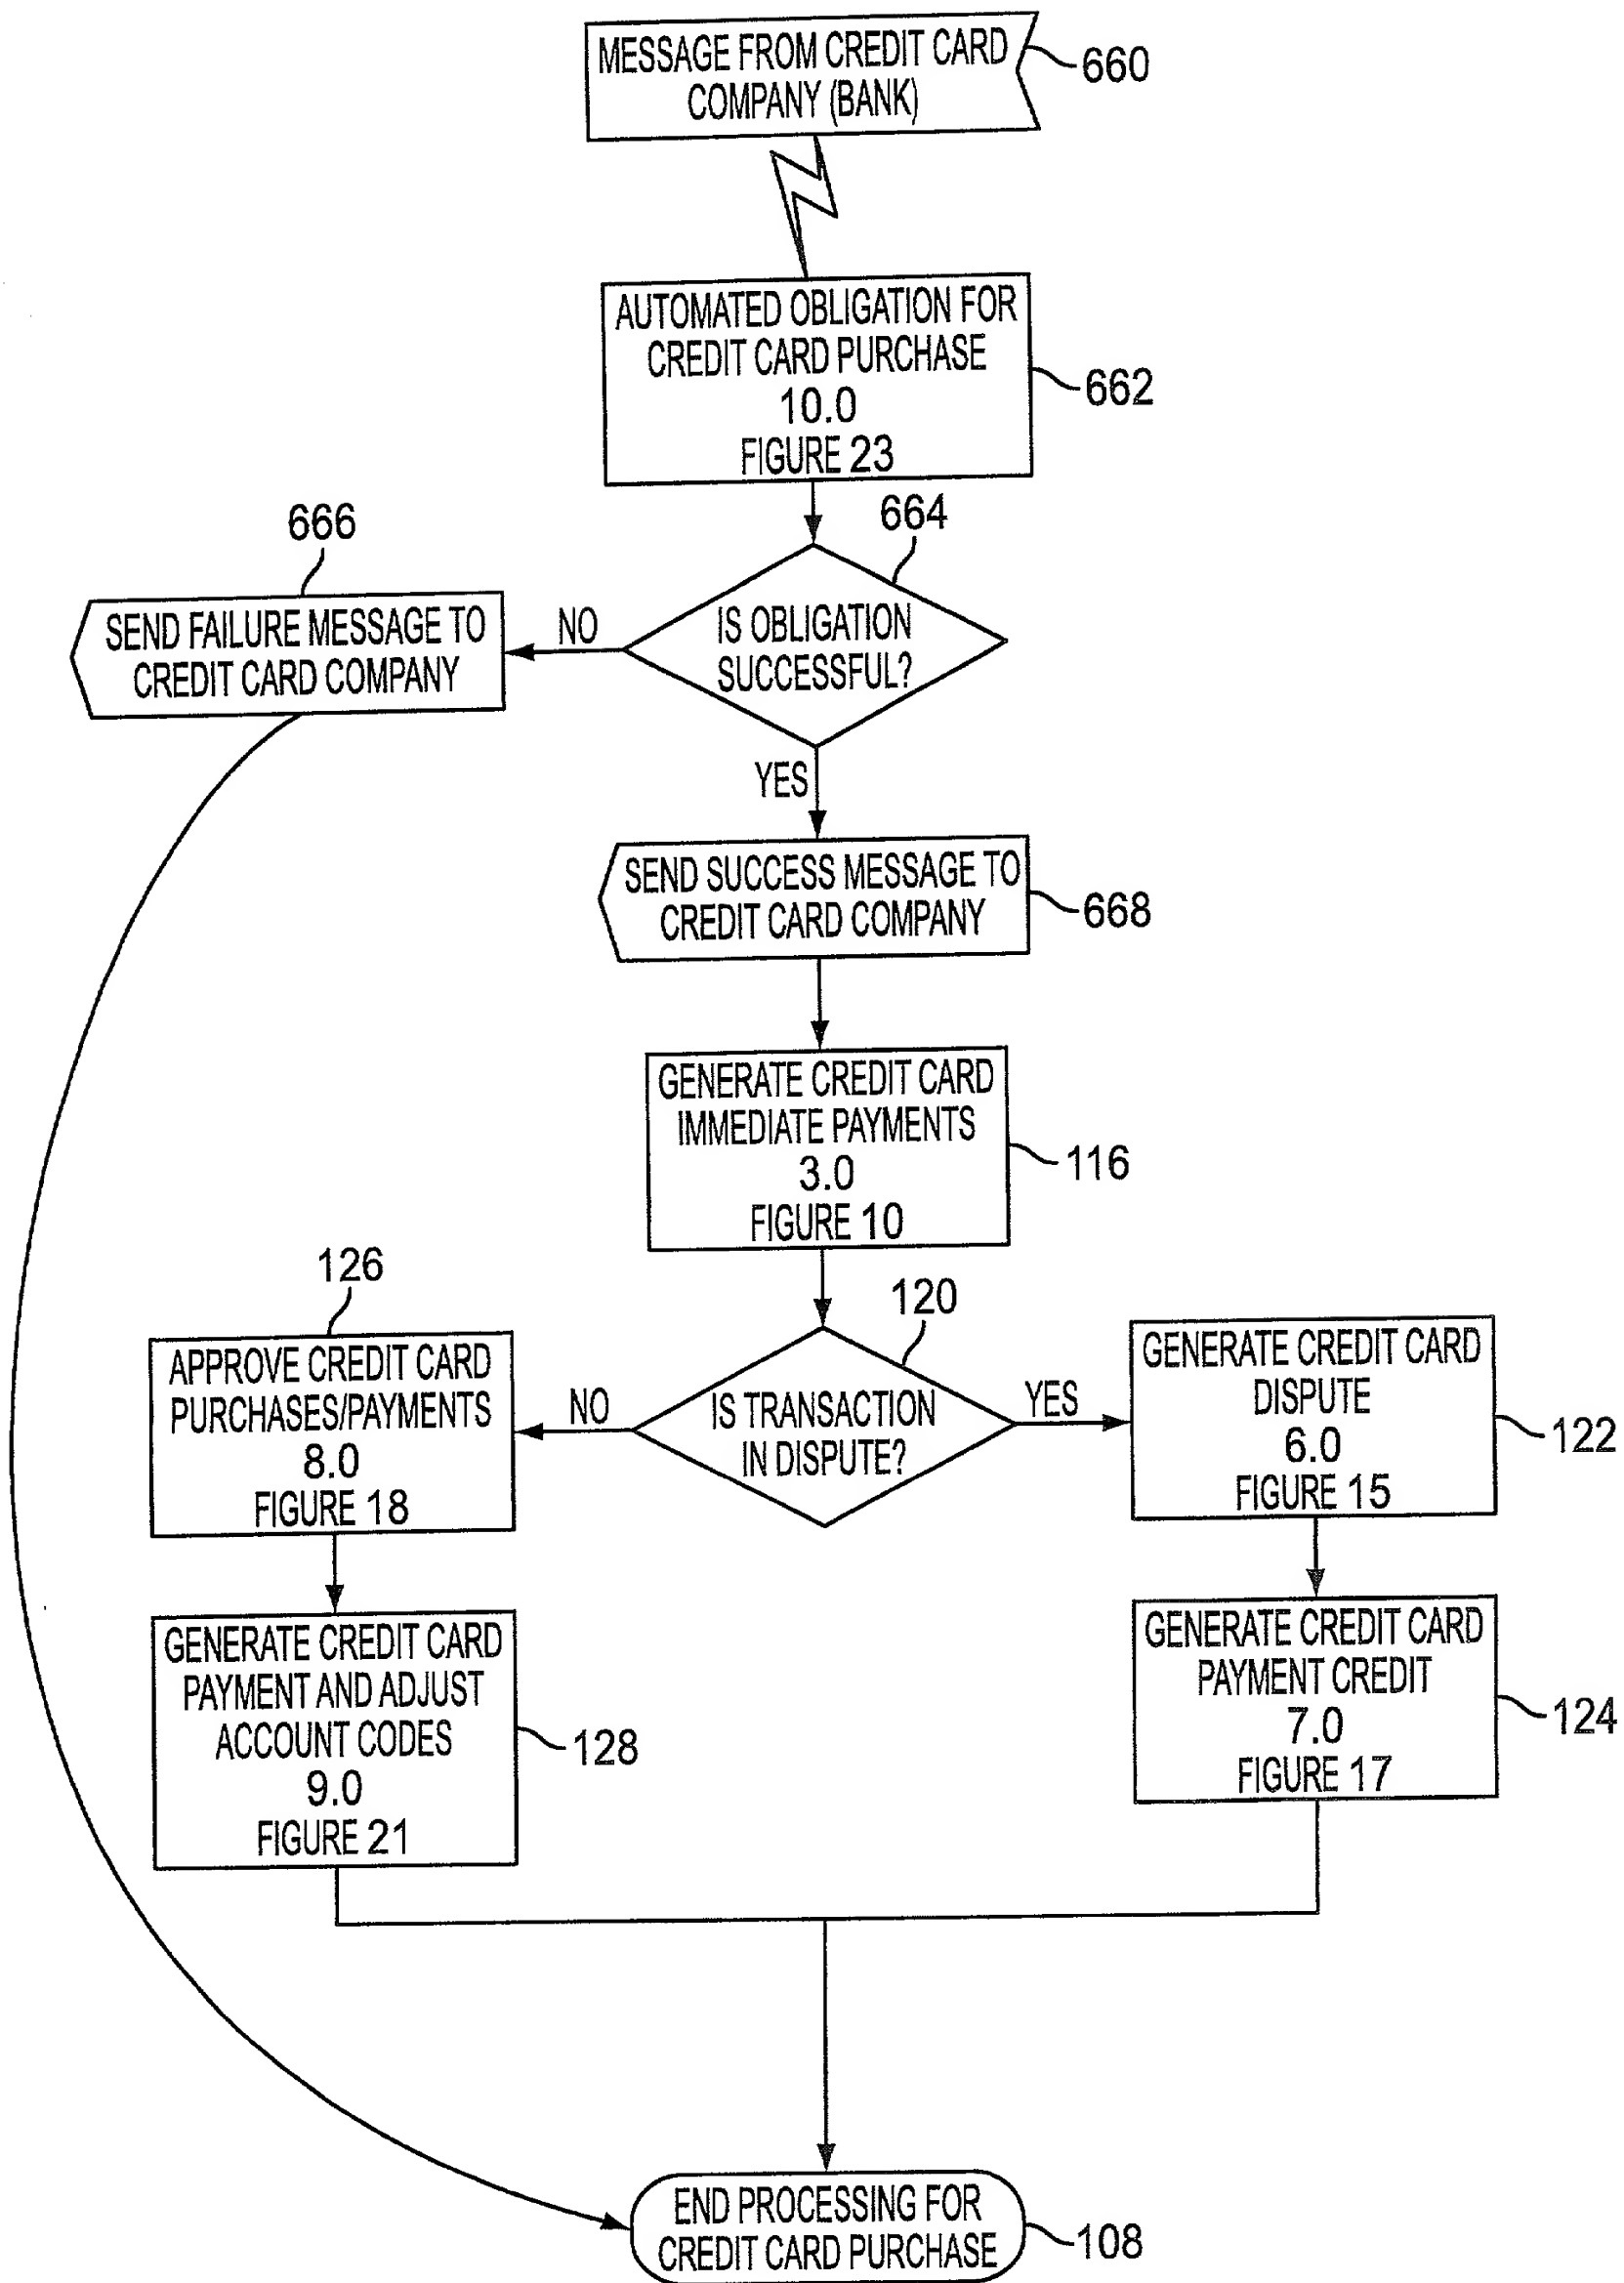 MESSAGE FROM CREDIT CARD
COMPANY (BANK)
660
AUTOMATED OBLIGATION FOR
CREDIT CARD PURCHASE
10.0
FIGURE 23
662
664
IS OBLIGATION
SUCCESSFUL?
NO
666
SEND FAILURE MESSAGE TO
CREDIT CARD COMPANY
YES
SEND SUCCESS MESSAGE TO
CREDIT CARD COMPANY
668
GENERATE CREDIT CARD
IMMEDIATE PAYMENTS
3.0
FIGURE 10
116
120
IS TRANSACTION
IN DISPUTE?
NO
126
APPROVE CREDIT CARD
PURCHASES/PAYMENTS
8.0
FIGURE 18
YES
GENERATE CREDIT CARD
DISPUTE
6.0
FIGURE 15
122
GENERATE CREDIT CARD
PAYMENT AND ADJUST
ACCOUNT CODES
9.0
FIGURE 21
128
GENERATE CREDIT CARD
PAYMENT CREDIT
7.0
FIGURE 17
124
END PROCESSING FOR
CREDIT CARD PURCHASE
108